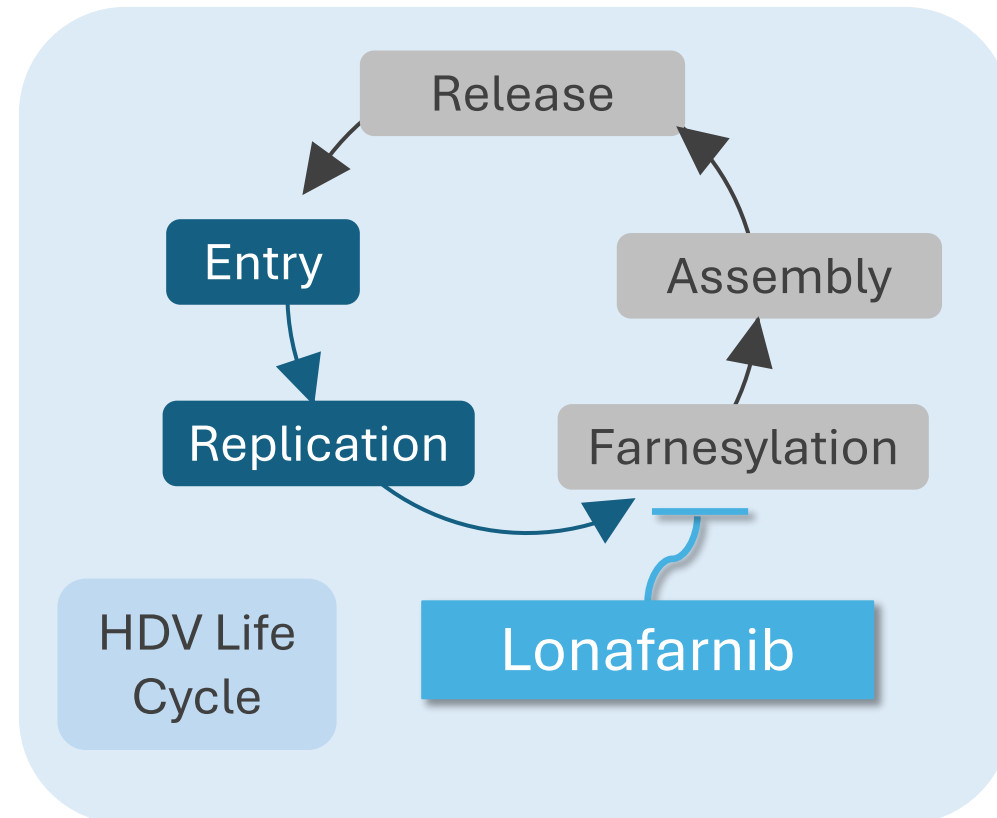 Release
Entry
Assembly
Replication
Farnesylation
HDV Life
Cycle
Lonafarnib